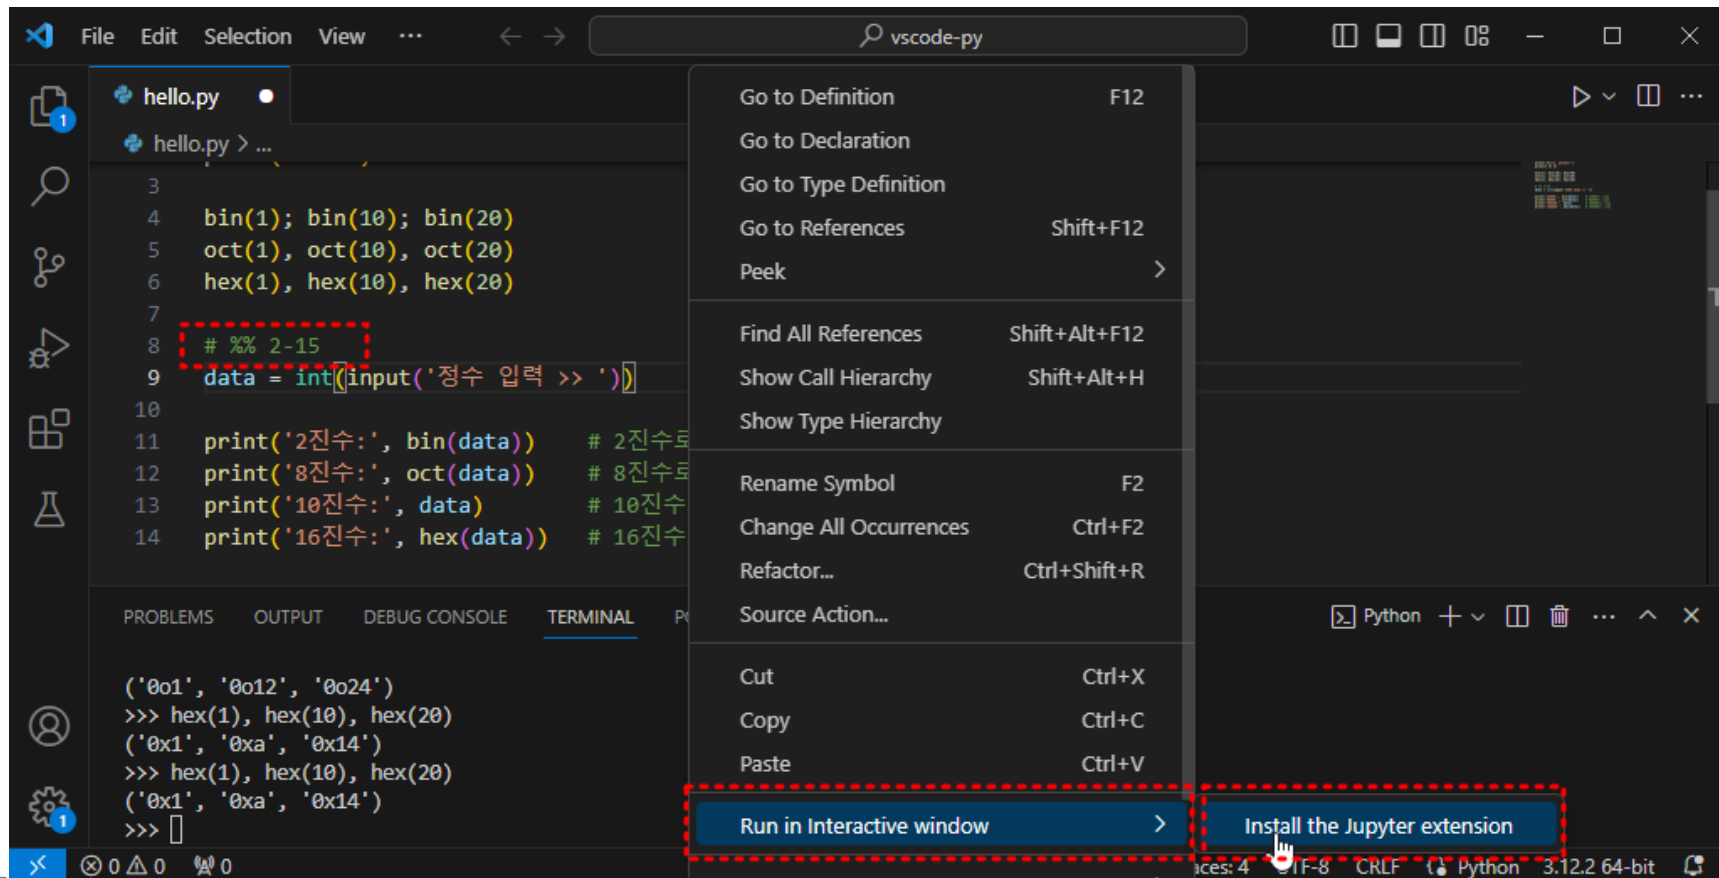 File Edit Selection View ··· vscode-py
hello.py
hello.py > ...
3
4 bin(1); bin(10); bin(20)
5 oct(1), oct(10), oct(20)
6 hex(1), hex(10), hex(20)
7
8 # %% 2-15
9 data = int(input('정수 입력 >> '))
10
11 print('2진수:', bin(data)) # 2진수로
12 print('8진수:', oct(data)) # 8진수로
13 print('10진수:', data) # 10진수
14 print('16진수:', hex(data)) # 16진수
PROBLEMS OUTPUT DEBUG CONSOLE TERMINAL
Python
('0o1', '0o12', '0o24')
>>> hex(1), hex(10), hex(20)
('0x1', '0xa', '0x14')
>>> hex(1), hex(10), hex(20)
('0x1', '0xa', '0x14')
>>>
Go to Definition F12
Go to Declaration
Go to Type Definition
Go to References Shift+F12
Peek
Find All References Shift+Alt+F12
Show Call Hierarchy Shift+Alt+H
Show Type Hierarchy
Rename Symbol F2
Change All Occurrences Ctrl+F2
Refactor... Ctrl+Shift+R
Source Action...
Cut Ctrl+X
Copy Ctrl+C
Paste Ctrl+V
Run in Interactive window
Install the Jupyter extension
1
1
0 0 0 4 CRLF Python 3.12.2 64-bit